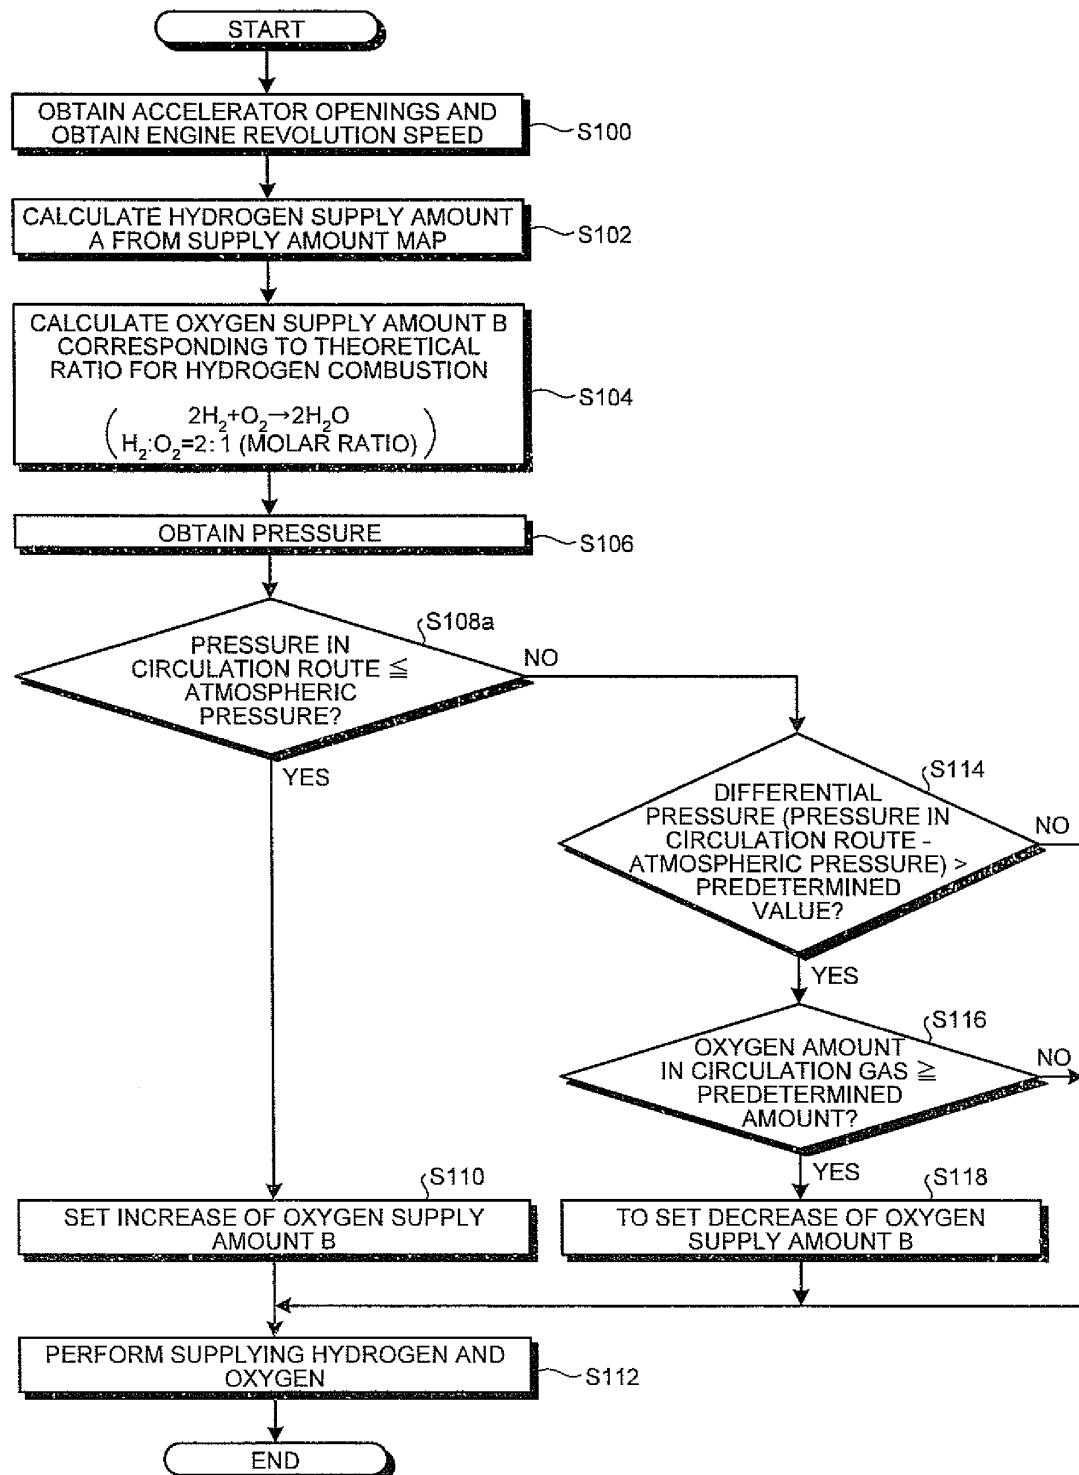 START
OBTAIN ACCELERATOR OPENINGS AND
OBTAIN ENGINE REVOLUTION SPEED
S100
CALCULATE HYDROGEN SUPPLY AMOUNT
A FROM SUPPLY AMOUNT MAP
S102
CALCULATE OXYGEN SUPPLY AMOUNT B
CORRESPONDING TO THEORETICAL
RATIO FOR HYDROGEN COMBUSTION
(2H₂+O₂→2H₂O
H₂:O₂=2:1 (MOLAR RATIO))
S104
OBTAIN PRESSURE
S106
S108a
PRESSURE IN
CIRCULATION ROUTE ≦
ATMOSPHERIC
PRESSURE?
NO
YES
S114
DIFFERENTIAL
PRESSURE (PRESSURE IN
CIRCULATION ROUTE -
ATMOSPHERIC PRESSURE) >
PREDETERMINED
VALUE?
NO
YES
S116
OXYGEN AMOUNT
IN CIRCULATION GAS ≧
PREDETERMINED
AMOUNT?
NO
YES
S110
SET INCREASE OF OXYGEN SUPPLY
AMOUNT B
S118
TO SET DECREASE OF OXYGEN
SUPPLY AMOUNT B
PERFORM SUPPLYING HYDROGEN AND
OXYGEN
S112
END